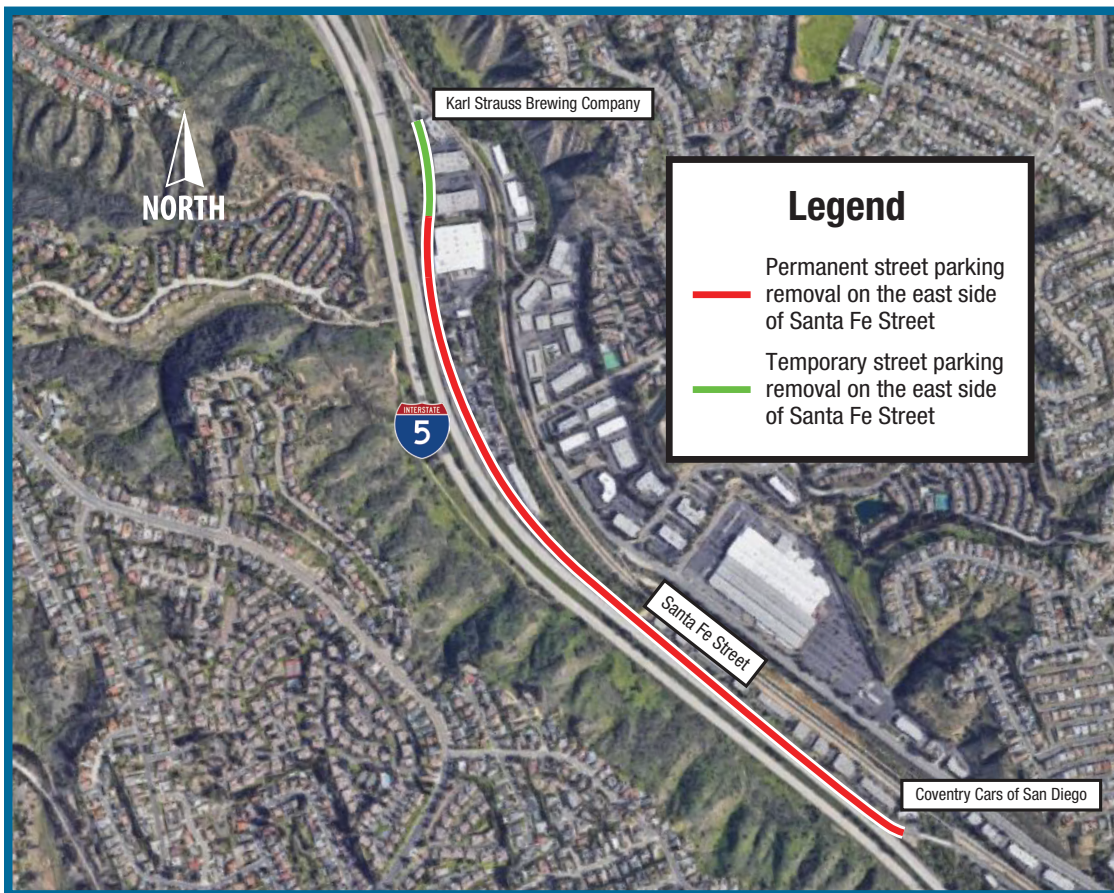 Karl Strauss Brewing Company
NORTH
Legend
Permanent street parking
removal on the east side
of Santa Fe Street
Temporary street parking
removal on the east side
of Santa Fe Street
INTERSTATE
5
Santa Fe Street
Coventry Cars of San Diego